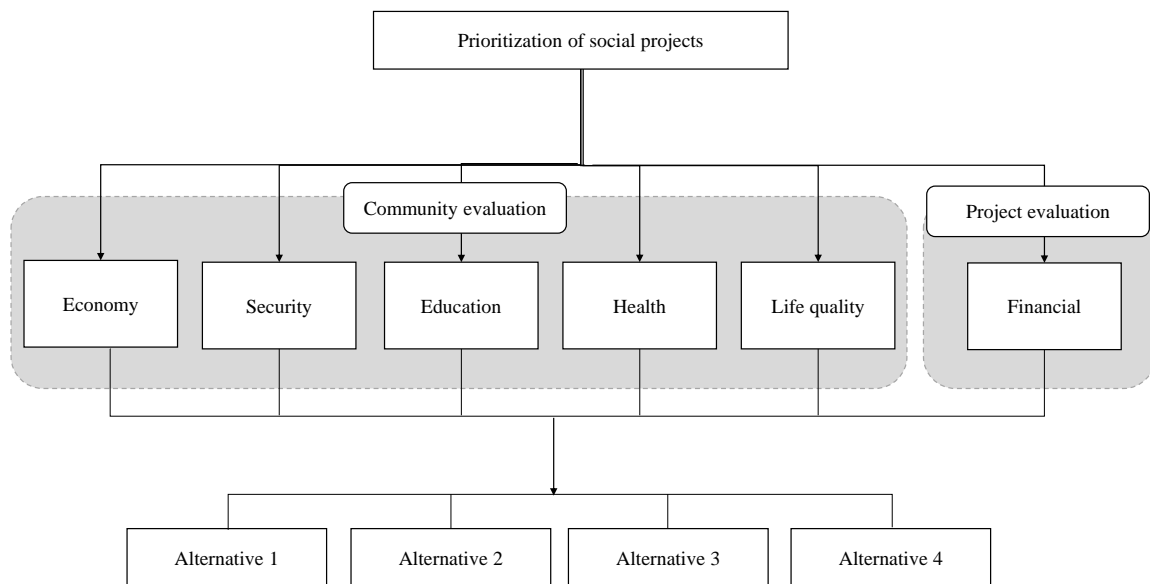 Prioritization of social projects
Community evaluation
Project evaluation
Economy
Security
Education
Health
Life quality
Financial
Alternative 1
Alternative 2
Alternative 3
Alternative 4